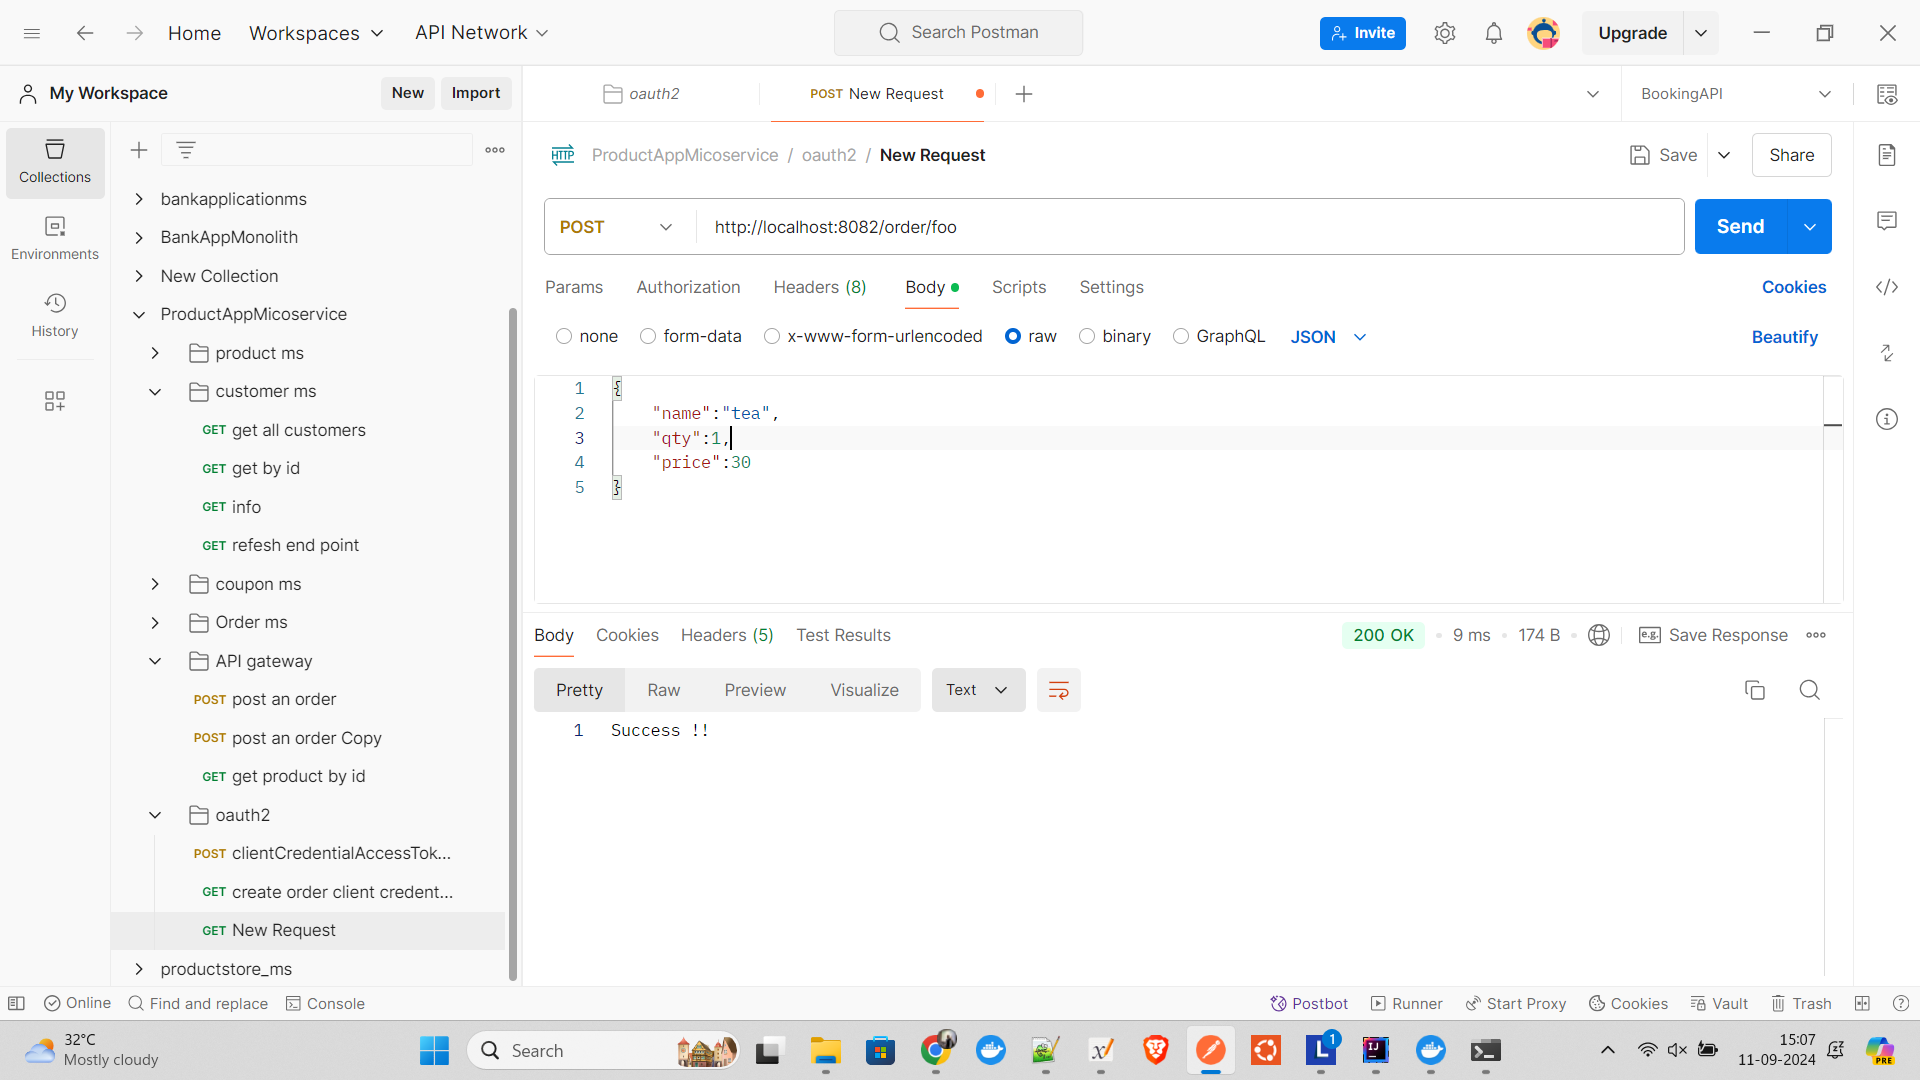 Home
Workspaces
API Network
Search Postman
Invite
Upgrade
My Workspace
New
Import
oauth2
POST New Request
BookingAPI
Collections
Environments
History
bankapplicationms
BankAppMonolith
New Collection
ProductAppMicoservice
product ms
customer ms
GET get all customers
GET get by id
GET info
GET refesh end point
coupon ms
Order ms
API gateway
POST post an order
POST post an order Copy
GET get product by id
oauth2
POST clientCredentialAccessTok...
GET create order client credent...
GET New Request
productstore_ms
HTTP ProductAppMicoservice / oauth2 / New Request
Save
Share
POST
http://localhost:8082/order/foo
Send
Params
Authorization
Headers (8)
Body
Scripts
Settings
Cookies
none
form-data
x-www-form-urlencoded
raw
binary
GraphQL
JSON
Beautify
1 {
2 "name":"tea",
3 "qty":1,
4 "price":30
5 }
Body
Cookies
Headers (5)
Test Results
200 OK
9 ms
174 B
e.g. Save Response
Pretty
Raw
Preview
Visualize
Text
1 Success !!
Online
Find and replace
Console
Postbot
Runner
Start Proxy
Cookies
Vault
Trash
32°C
Mostly cloudy
Search
L
1
IJ
15:07
11-09-2024
PRE